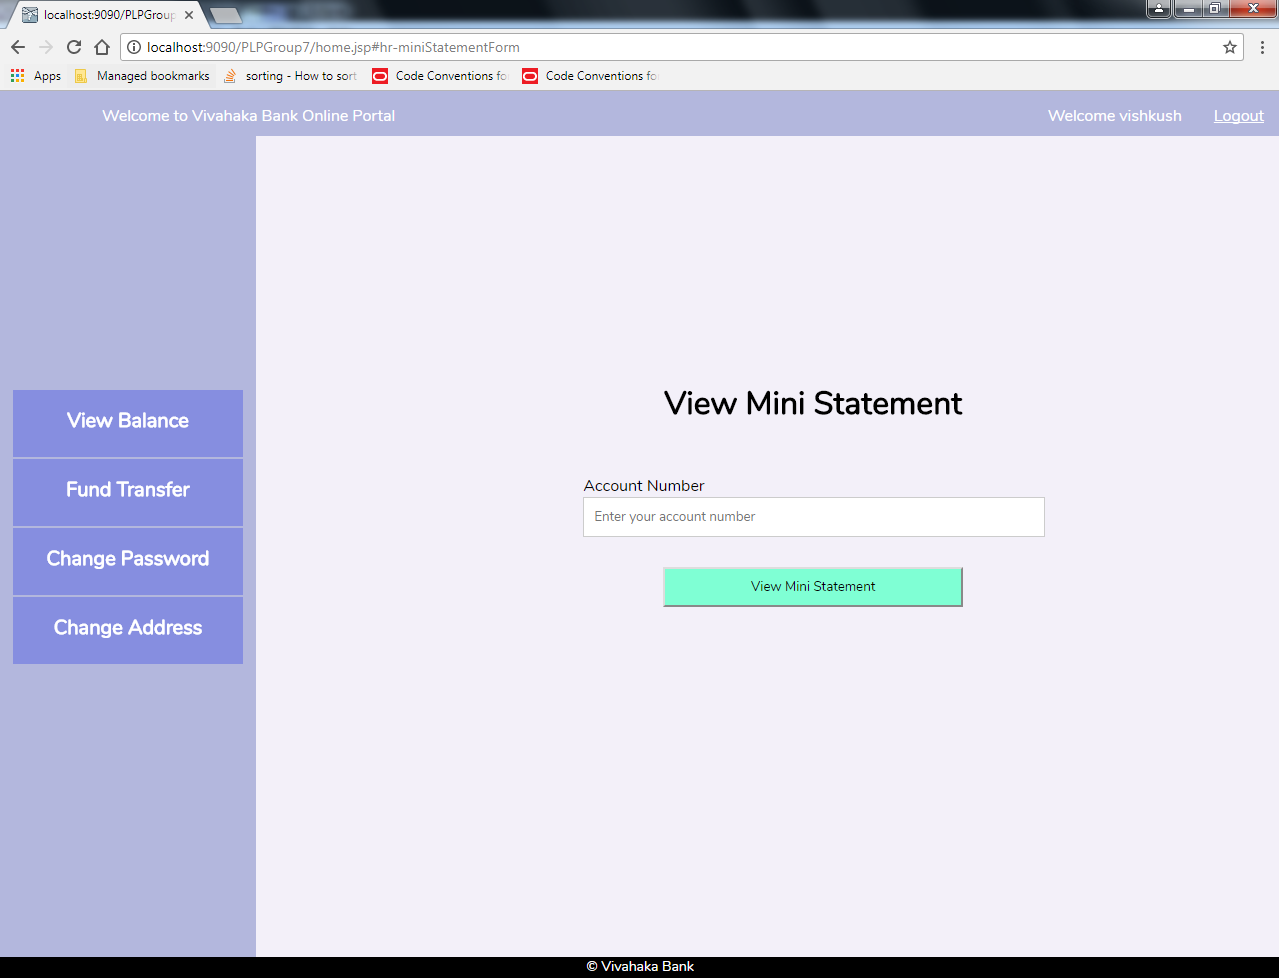 localhost:9090/PLPGroup
localhost:9090/PLPGroup7/home.jsp#hr-miniStatementForm
Apps Managed bookmarks sorting - How to sort Code Conventions fo Code Conventions fo
Welcome to Vivahaka Bank Online Portal Welcome vishkush Logout
View Mini Statement
View Balance
Fund Transfer
Change Password
Change Address
Account Number
Enter your account number
View Mini Statement
© Vivahaka Bank